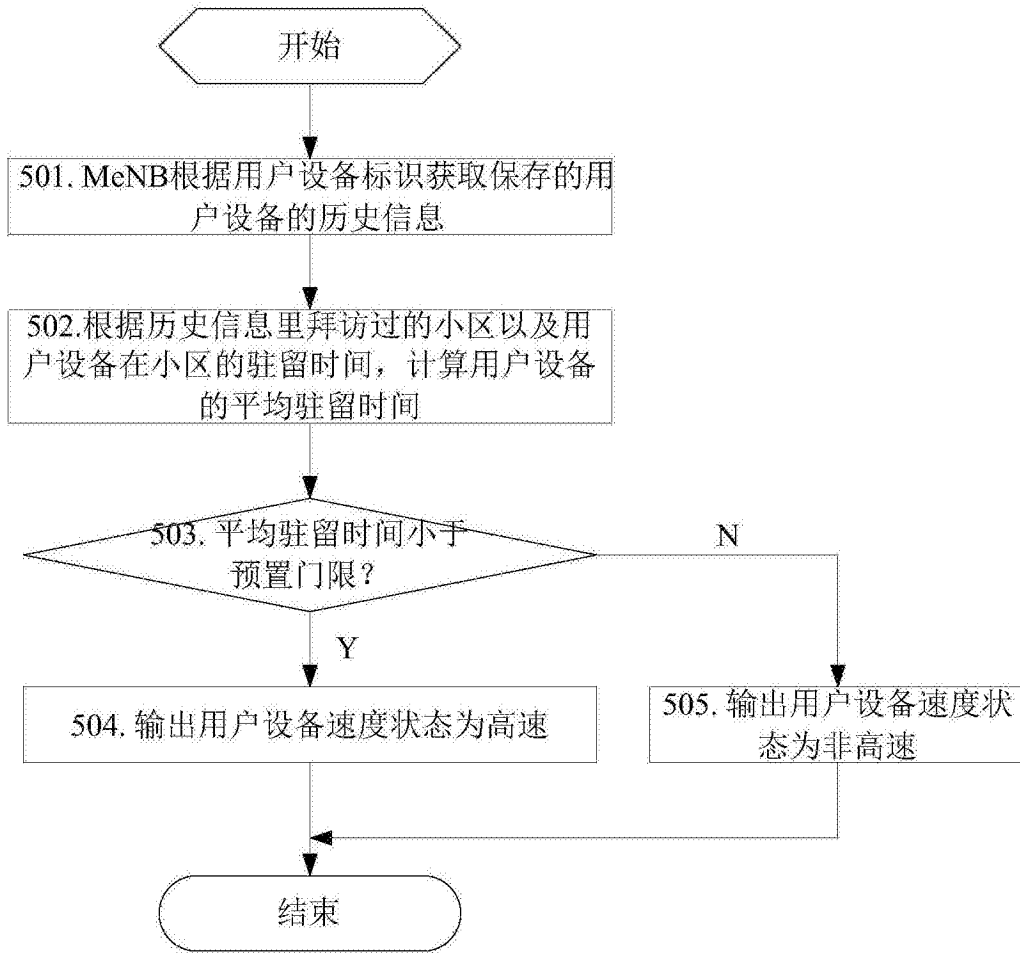 开始
501. MeNB根据用户设备标识获取保存的用
户设备的历史信息
502.根据历史信息里拜访过的小区以及用
户设备在小区的驻留时间，计算用户设备
的平均驻留时间
503. 平均驻留时间小于
预置门限？
N
Y
504. 输出用户设备速度状态为高速
505. 输出用户设备速度状
态为非高速
结束